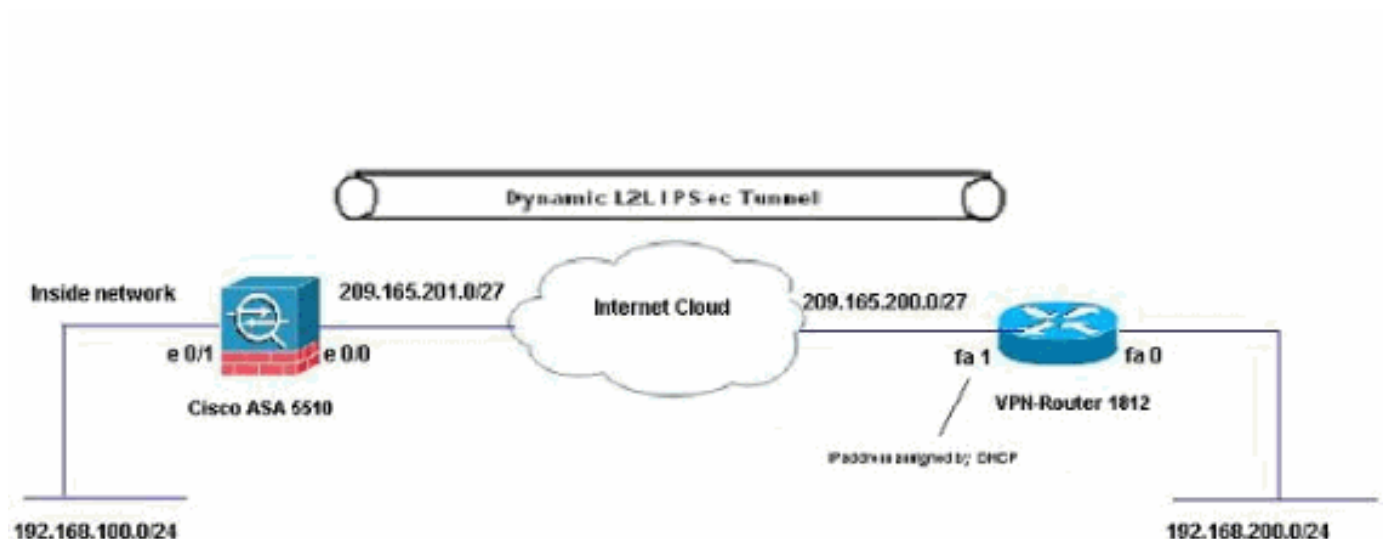 Dynamic L2L IPSec Tunnel
Inside network
209.165.201.0/27
Internet Cloud
209.165.200.0/27
e 0/1
e 0/0
fa 1
fa 0
Cisco ASA 5510
VPN-Router 1812
IP address assigned by DHCP
192.168.100.0/24
192.168.200.0/24